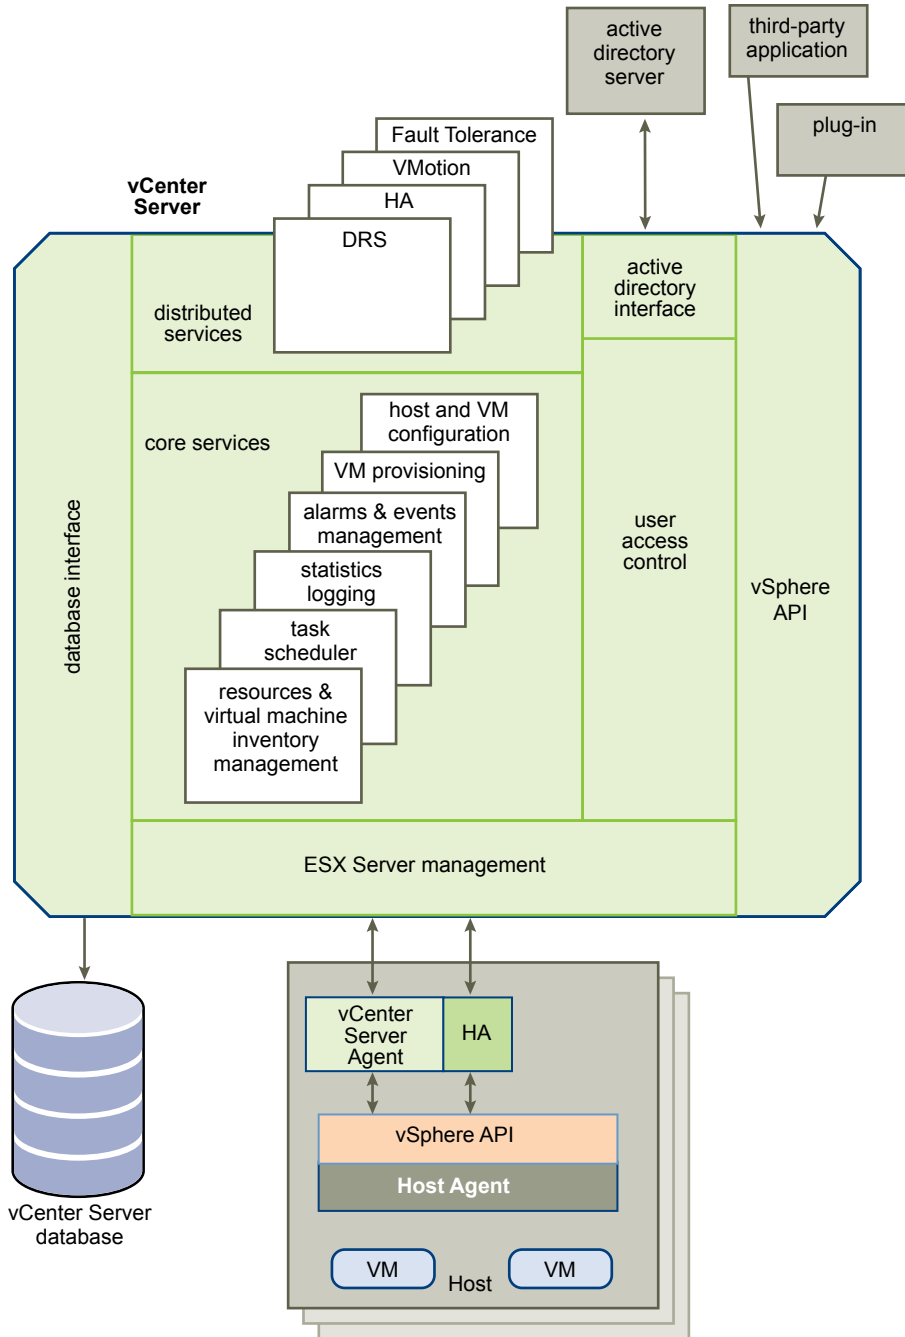 active
directory
server
third-party
application
plug-in
Fault Tolerance
VMotion
HA
DRS
vCenter
Server
distributed
services
active
directory
interface
core services
host and VM
configuration
VM provisioning
alarms & events
management
statistics
logging
task
scheduler
resources &
virtual machine
inventory
management
database interface
user
access
control
vSphere
API
ESX Server management
vCenter
Server
Agent
HA
vSphere API
Host Agent
VM
Host
VM
vCenter Server
database